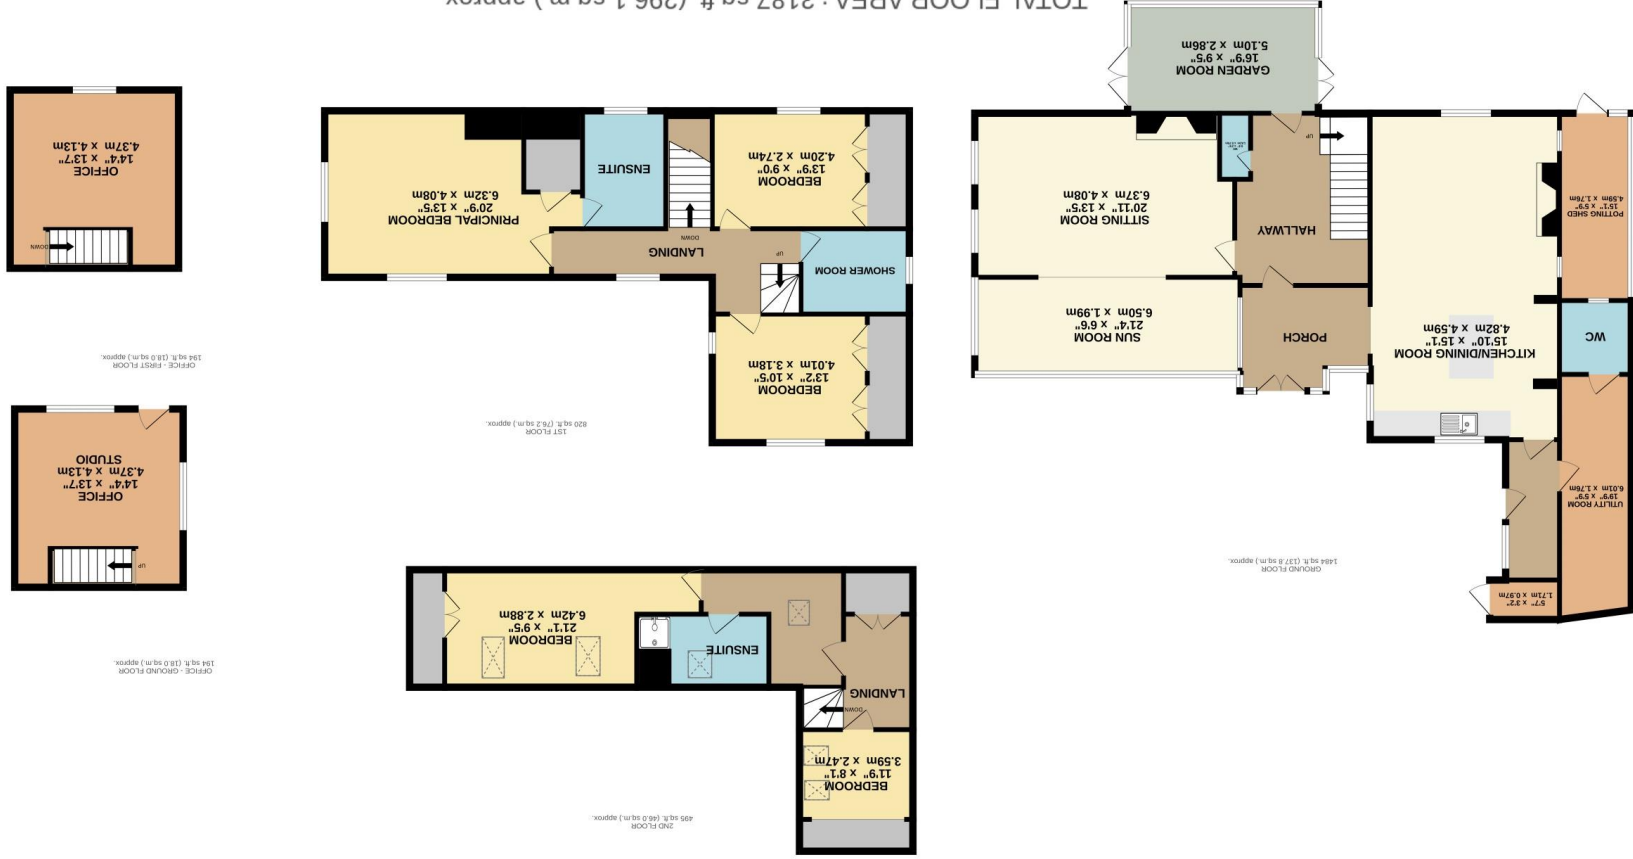 GROUND FLOOR
1484 sq.ft. (137.8 sq.m.) approx.
5'7" x 3'2"
1.71m x 0.97m
UTILITY ROOM
19'9" x 5'9"
6.01m x 1.76m
WC
KITCHEN/DINING ROOM
15'10" x 15'1"
4.82m x 4.59m
PORCH
SUN ROOM
21'4" x 6'6"
6.50m x 1.99m
POTTING SHED
15'1" x 5'9"
4.59m x 1.76m
HALLWAY
SITTING ROOM
20'11" x 13'5"
6.37m x 4.08m
UP
GARDEN ROOM
16'9" x 9'5"
5.10m x 2.86m
2ND FLOOR
495 sq.ft. (46.0 sq.m.) approx.
BEDROOM
11'9" x 8'1"
3.59m x 2.47m
DOWN
LANDING
ENSUITE
BEDROOM
21'1" x 9'5"
6.42m x 2.88m
1ST FLOOR
820 sq.ft. (76.2 sq.m.) approx.
BEDROOM
13'2" x 10'5"
4.01m x 3.18m
SHOWER ROOM
UP
LANDING
DOWN
PRINCIPAL BEDROOM
20'9" x 13'5"
6.32m x 4.08m
BEDROOM
13'9" x 9'0"
4.20m x 2.74m
ENSUITE
OFFICE - GROUND FLOOR
194 sq.ft. (18.0 sq.m.) approx.
UP
OFFICE
14'4" x 13'7"
4.37m x 4.13m
STUDIO
OFFICE - FIRST FLOOR
194 sq.ft. (18.0 sq.m.) approx.
DOWN
OFFICE
14'4" x 13'7"
4.37m x 4.13m
TOTAL FLOOR AREA : 3187 sq.ft. (296.1 sq.m.) approx